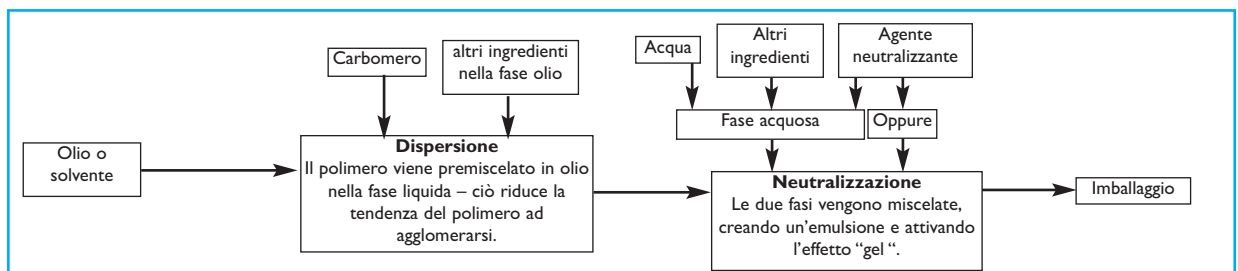 Carbomero
altri ingredienti
nella fase olio
Acqua
Altri
ingredienti
Agente
neutralizzante
Fase acquosa
Oppure
Olio o
solvente
Dispersione
Il polimero viene premiscelato in olio
nella fase liquida – ciò riduce la
tendenza del polimero ad
agglomerarsi.
Neutralizzazione
Le due fasi vengono miscelate,
creando un’emulsione e attivando
l’effetto “gel “.
Imballaggio